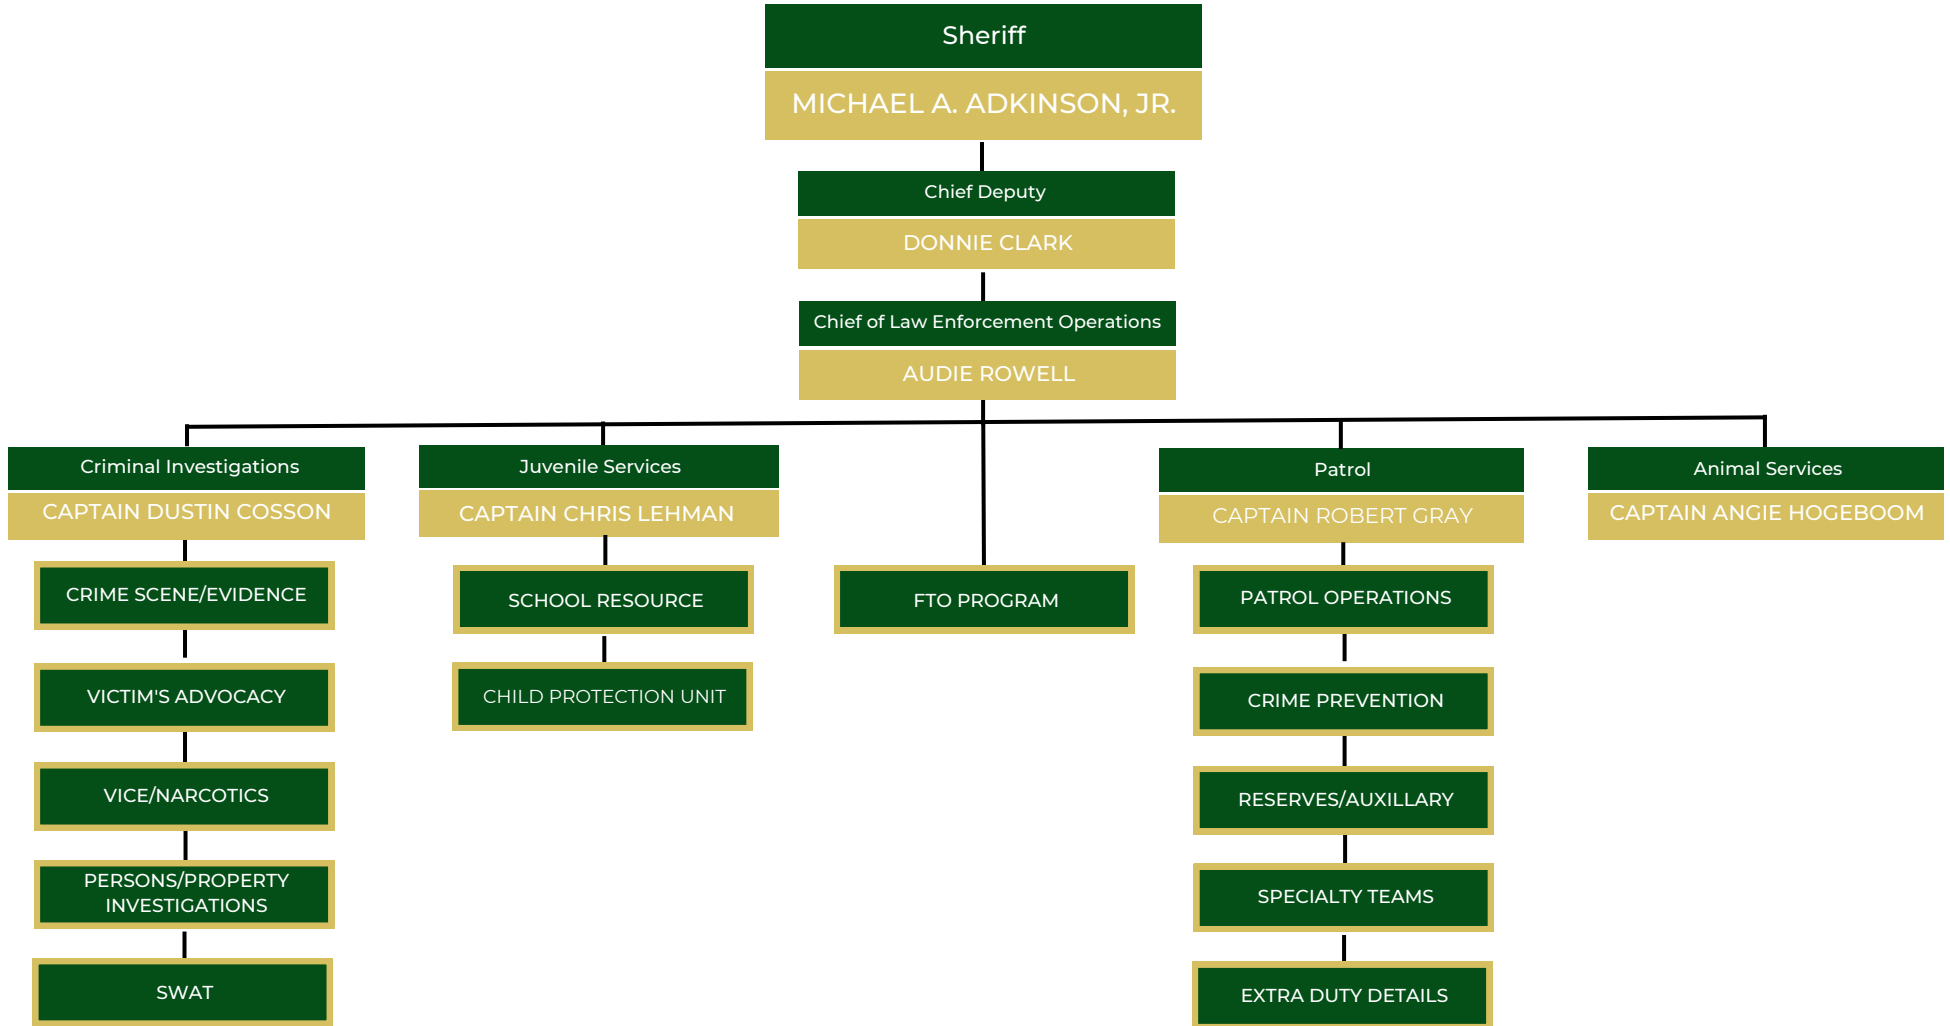 Sheriff
MICHAEL A. ADKINSON, JR.
Chief Deputy
DONNIE CLARK
Chief of Law Enforcement Operations
AUDIE ROWELL
Criminal Investigations
CAPTAIN DUSTIN COSSON
CRIME SCENE/EVIDENCE
VICTIM'S ADVOCACY
VICE/NARCOTICS
PERSONS/PROPERTY
INVESTIGATIONS
SWAT
Juvenile Services
CAPTAIN CHRIS LEHMAN
SCHOOL RESOURCE
CHILD PROTECTION UNIT
FTO PROGRAM
Patrol
CAPTAIN ROBERT GRAY
PATROL OPERATIONS
CRIME PREVENTION
RESERVES/AUXILLARY
SPECIALTY TEAMS
EXTRA DUTY DETAILS
Animal Services
CAPTAIN ANGIE HOGEBOOM